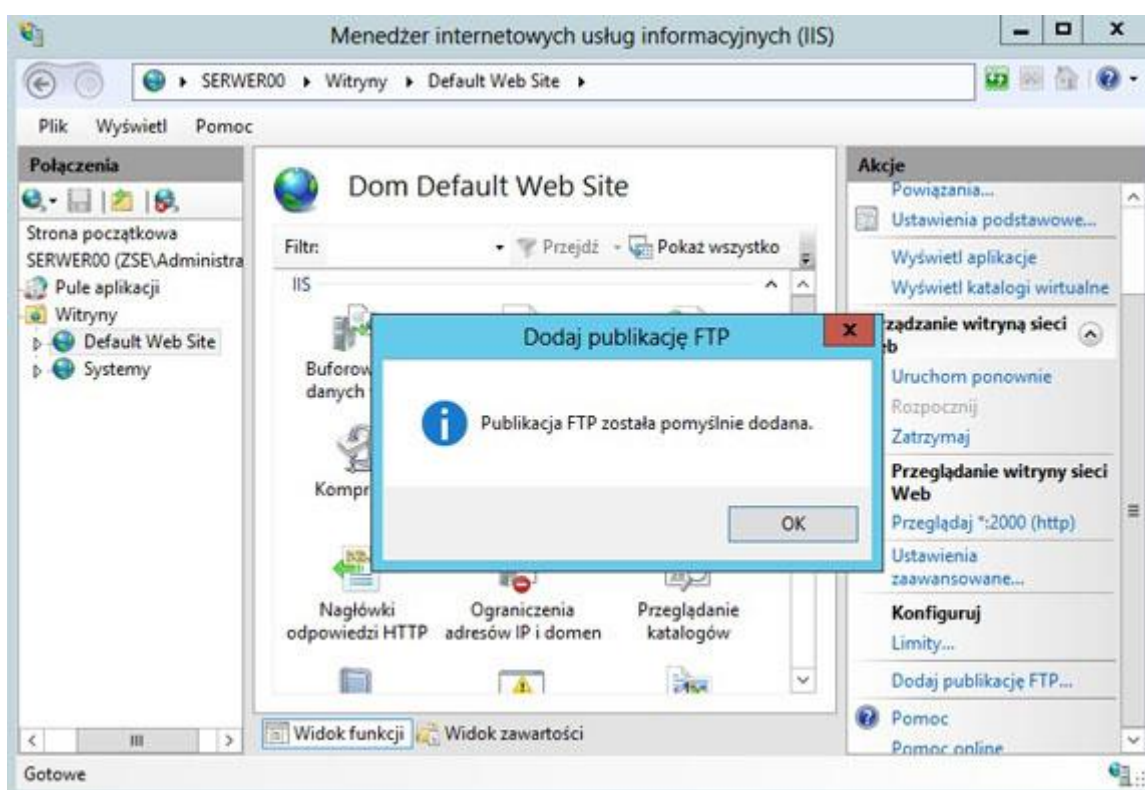 Menedżer internetowych usług informacyjnych (IIS)
SERWER00 Witryny Default Web Site
Plik Wyświetl Pomoc
Połączenia
Strona początkowa
SERWER00 (ZSE\Administra
Pule aplikacji
Witryny
Default Web Site
Systemy
Dom Default Web Site
Filtr: Przejdź Pokaż wszystko
IIS
Buforow
danych
Kompr
Nagłówki
odpowiedzi HTTP
Ograniczenia
adresów IP i domen
Przeglądanie
katalogów
Widok funkcji Widok zawartości
Dodaj publikację FTP
Publikacja FTP została pomyślnie dodana.
OK
Akcje
Powiązania...
Ustawienia podstawowe...
Wyświetl aplikacje
Wyświetl katalogi wirtualne
ządzanie witryną sieci
b
Uruchom ponownie
Rozpocznij
Zatrzymaj
Przeglądanie witryny sieci
Web
Przeglądaj *:2000 (http)
Ustawienia
zaawansowane...
Konfiguruj
Limity...
Dodaj publikację FTP...
Pomoc
Pomoc online
Gotowe